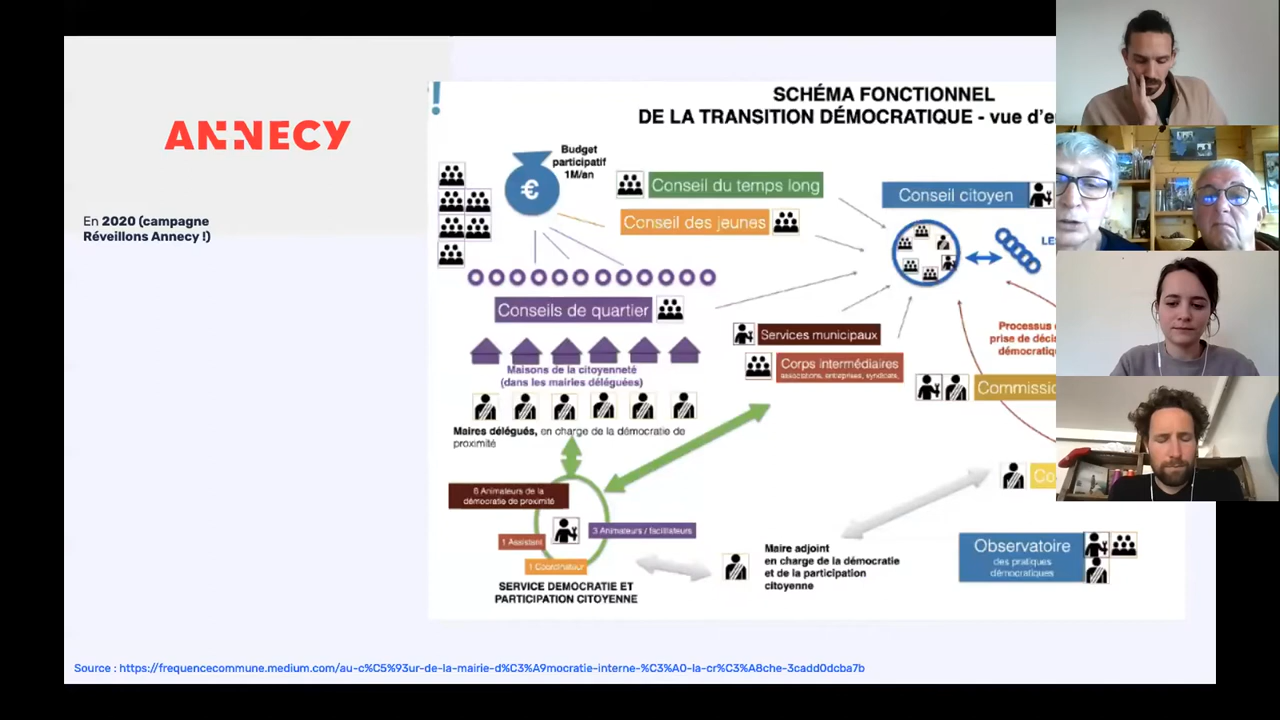 ANNECY
En 2020 (campagne
Réveillons Annecy !)
!
SCHÉMA FONCTIONNEL
DE LA TRANSITION DÉMOCRATIQUE - vue d'e
Budget
participatif
1M/an
€
Conseil du temps long
Conseil des jeunes
Conseil citoyen
LE
Conseils de quartier
Services municipaux
Corps intermédiaires
associations, entreprises, syndicats,
Processus
prise de décis
démocratiqu
Commiss
Maisons de la citoyenneté
(dans les mairies déléguées)
Maires délégués, en charge de la démocratie de
proximité
Co
6 Animateurs de la
démocratie de proximité
3 Animateurs / facilitateurs
1 Assistant
1 Coordinateur
SERVICE DEMOCRATIE ET
PARTICIPATION CITOYENNE
Maire adjoint
en charge de la démocratie
et de la participation
citoyenne
Observatoire
des pratiques
démocratiques
Source : https://frequencecommune.medium.com/au-c%C5%93ur-de-la-mairie-d%C3%A9mocratie-interne-%C3%A0-la-cr%C3%A8che-3cadd0dcba7b